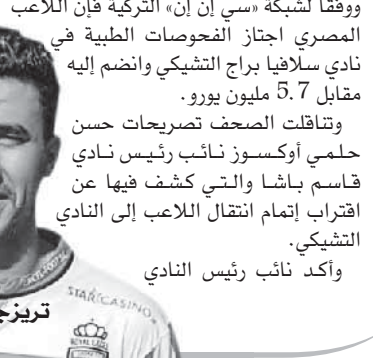 ووفقا لشبكة «سي إن إن» التركية فإن اللاعب
المصري اجتاز الفحوصات الطبية في
نادي سلافيا براج التشيكي وانضم إليه
مقابل 5.7 مليون يورو.
وتناقلت الصحف تصريحات حسن
حلمي أوكسوز نائب رئيس نادي
قاسم باشا والتي كشف فيها عن
اقتراب إتمام انتقال اللاعب إلى النادي
التشيكي.
وأكد نائب رئيس النادي
STARCASINO